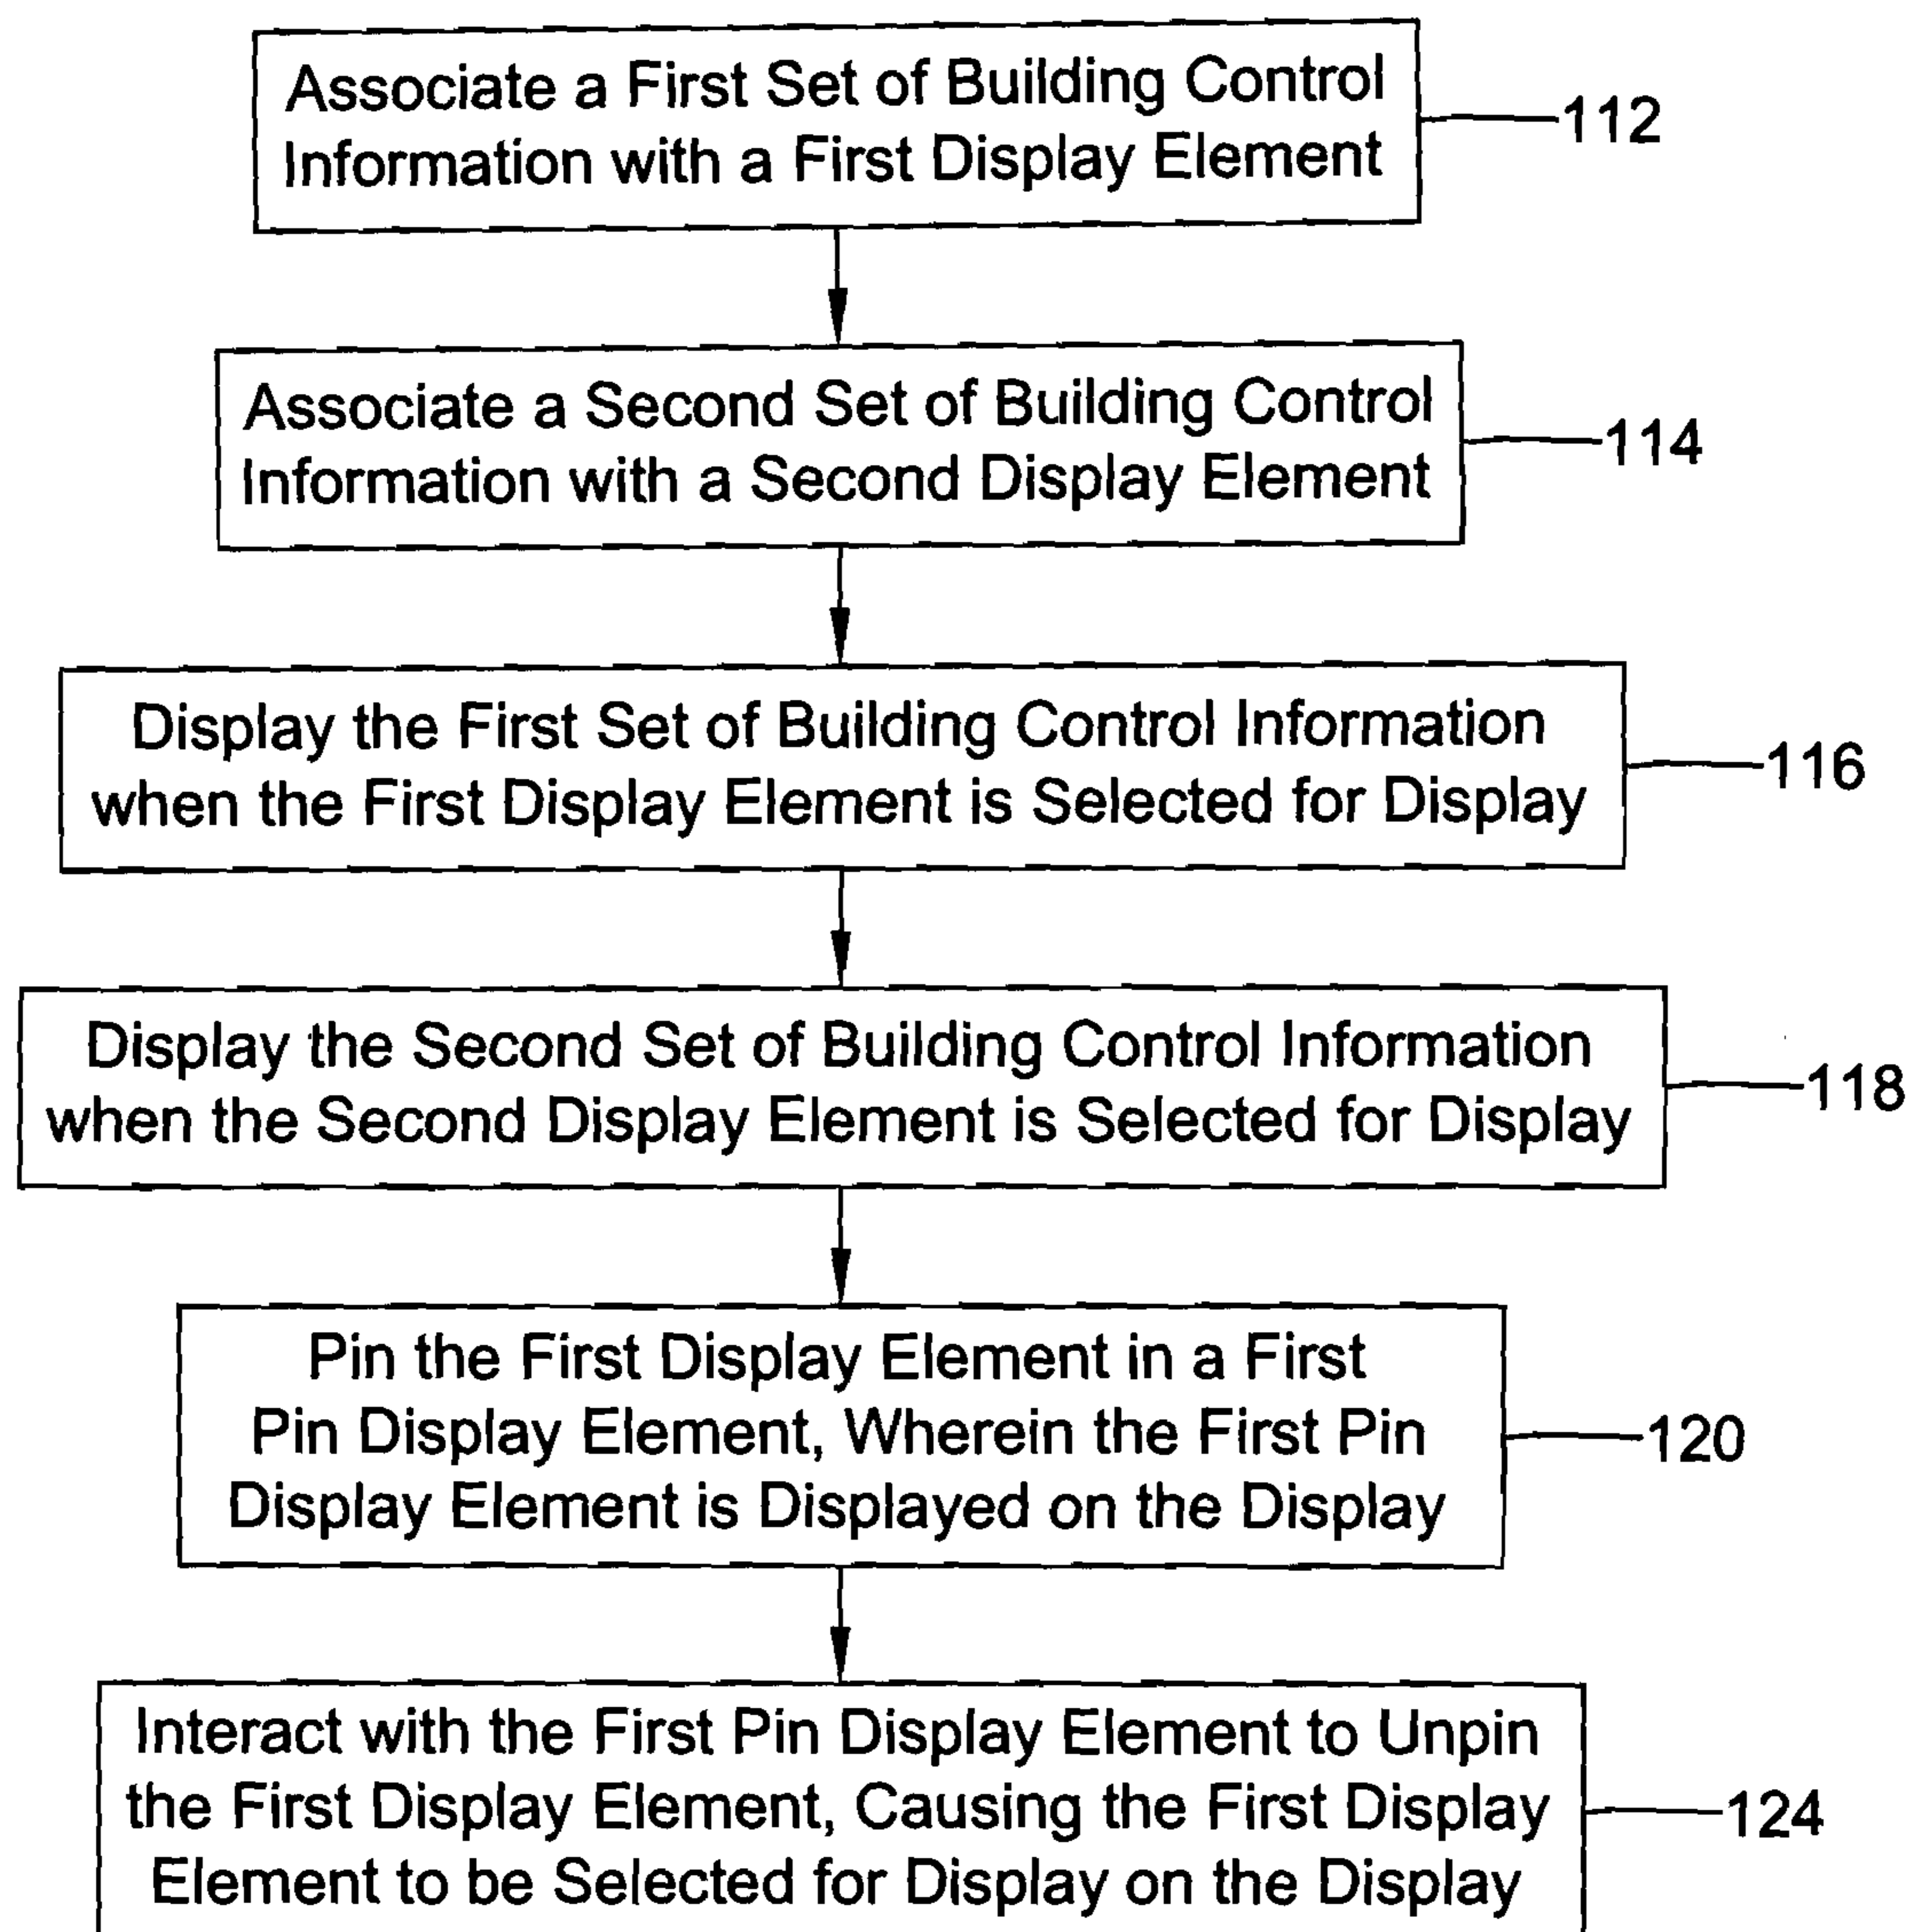 Associate a First Set of Building Control
Information with a First Display Element
112
Associate a Second Set of Building Control
Information with a Second Display Element
114
Display the First Set of Building Control Information
when the First Display Element is Selected for Display
116
Display the Second Set of Building Control Information
when the Second Display Element is Selected for Display
118
Pin the First Display Element in a First
Pin Display Element, Wherein the First Pin
Display Element is Displayed on the Display
120
Interact with the First Pin Display Element to Unpin
the First Display Element, Causing the First Display
Element to be Selected for Display on the Display
124